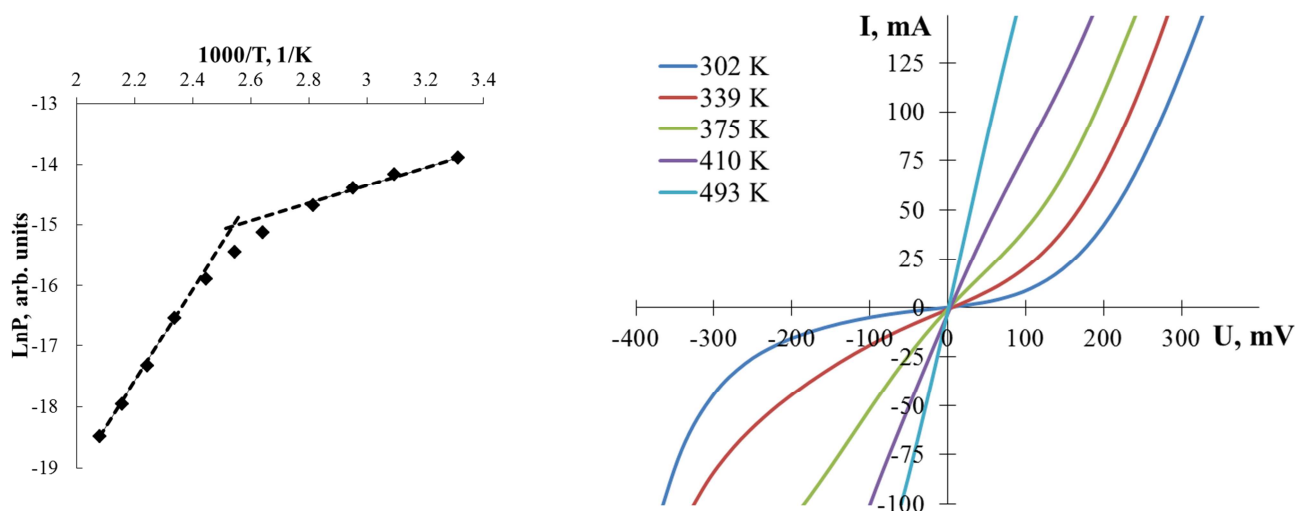 1000/T, 1/K
2 2.2 2.4 2.6 2.8 3 3.2 3.4
-13
-14
-15
-16
-17
-18
-19
LnP, arb. units
I, mA
302 K
339 K
375 K
410 K
493 K
125
100
75
50
25
0
-400 -300 -200 -100 0 100 200 300 U, mV
-25
-50
-75
-100